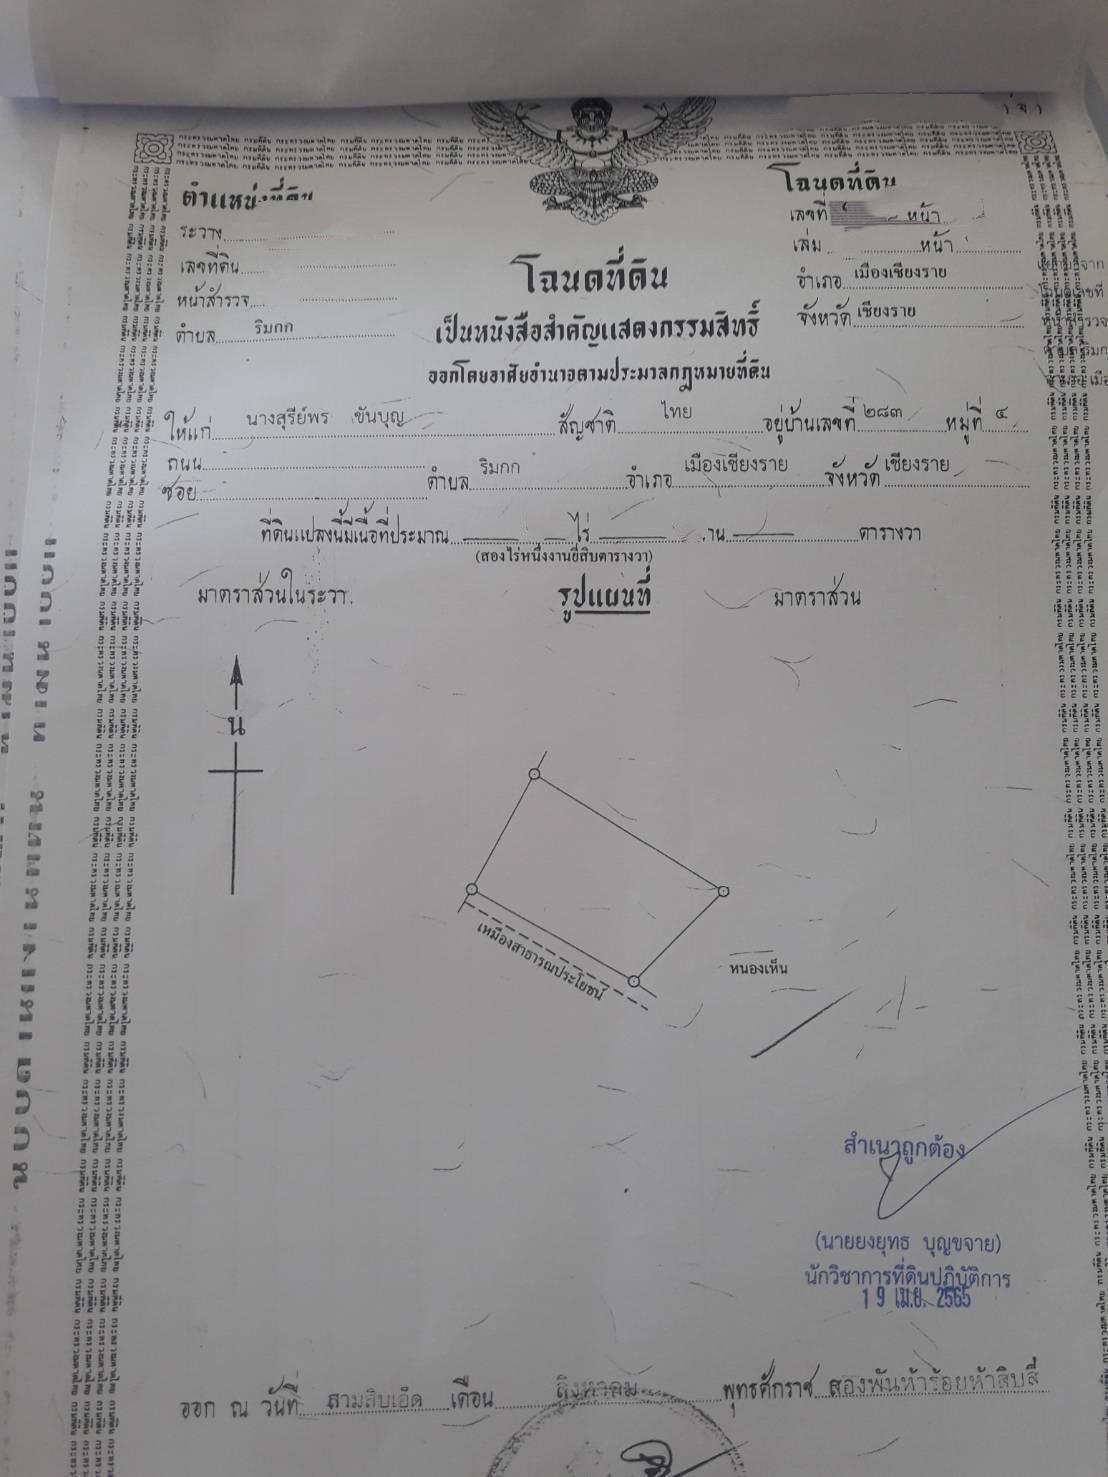 ตำแหน่งที่ดิน
ระวาง
เลขที่ดิน
หน้าสำรวจ
ตำบล ริมกก
โฉนดที่ดิน
เลขที่ หน้า
เล่ม หน้า
อำเภอ เมืองเชียงราย
จังหวัด เชียงราย
โฉนดที่ดิน
เป็นหนังสือสำคัญแสดงกรรมสิทธิ์
ออกโดยอาศัยอำนาจตามประมวลกฎหมายที่ดิน
ให้แก่ นางสุรีย์พร ขันบุญ สัญชาติ ไทย อยู่บ้านเลขที่ ๒๘๓ หมู่ที่ ๔
ถนน
ซอย ตำบล ริมกก อำเภอ เมืองเชียงราย จังหวัด เชียงราย
ที่ดินแปลงนี้มีเนื้อที่ประมาณ ไร่ งาน ตารางวา
(สองไร่หนึ่งงานยี่สิบตารางวา)
มาตราส่วนในระวาง รูปแผนที่ มาตราส่วน
น
เหมืองสาธารณประโยชน์
หนองเห็น
สำเนาถูกต้อง
(นายยงยุทธ บุญขจาย)
นักวิชาการที่ดินปฏิบัติการ
19 เม.ย. 2565
ออก ณ วันที่ สามสิบเอ็ด เดือน สิงหาคม พุทธศักราช สองพันห้าร้อยห้าสิบสี่